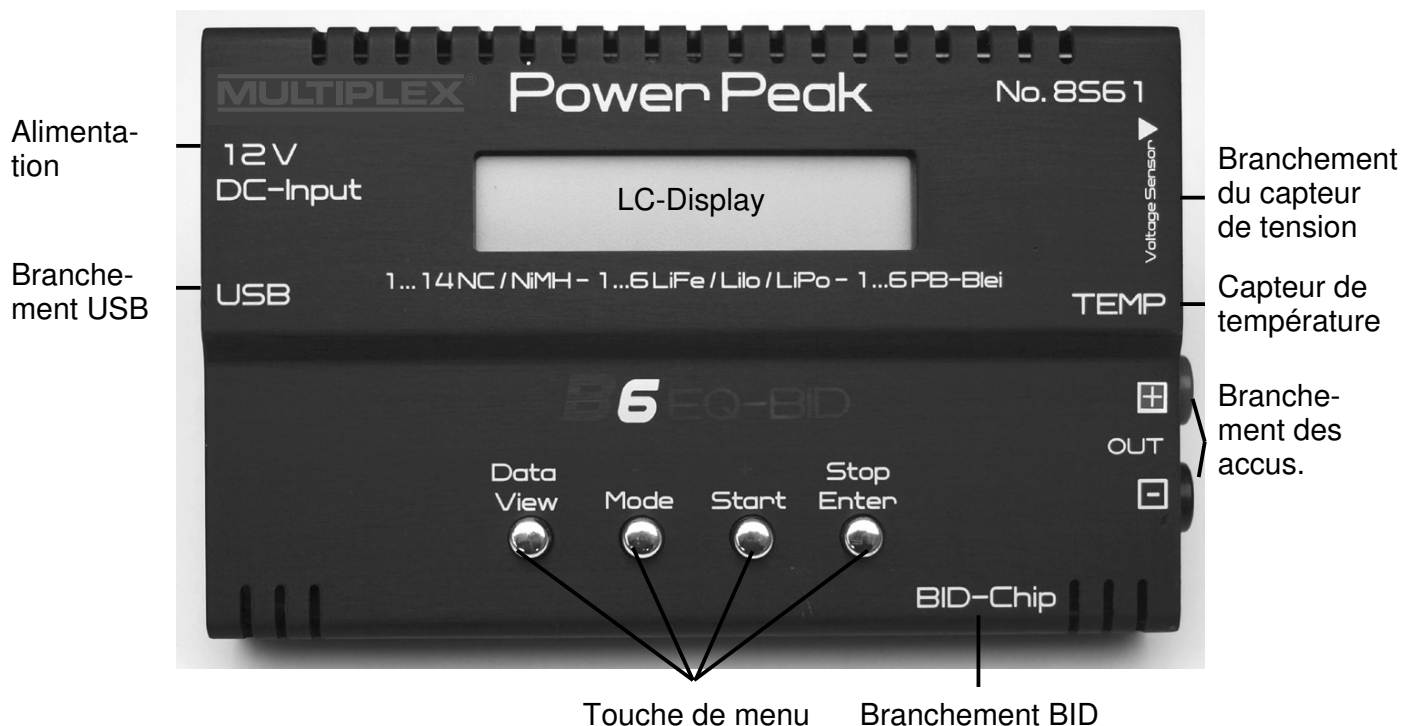 MULTIPLEX®
Power Peak
No. 8561
Alimenta-
tion
12V
DC-Input
LC-Display
Voltage Sensor
Branchement
du capteur
de tension
Branche-
ment USB
USB
1...14 NC / NiMH - 1...6 LiFe / LiIo / LiPo - 1...6 PB-Blei
TEMP
Capteur de
température
B6 EQ-BID
+
OUT
-
Branche-
ment des
accus.
Data
View
Mode
Start
Stop
Enter
BID-Chip
Touche de menu
Branchement BID